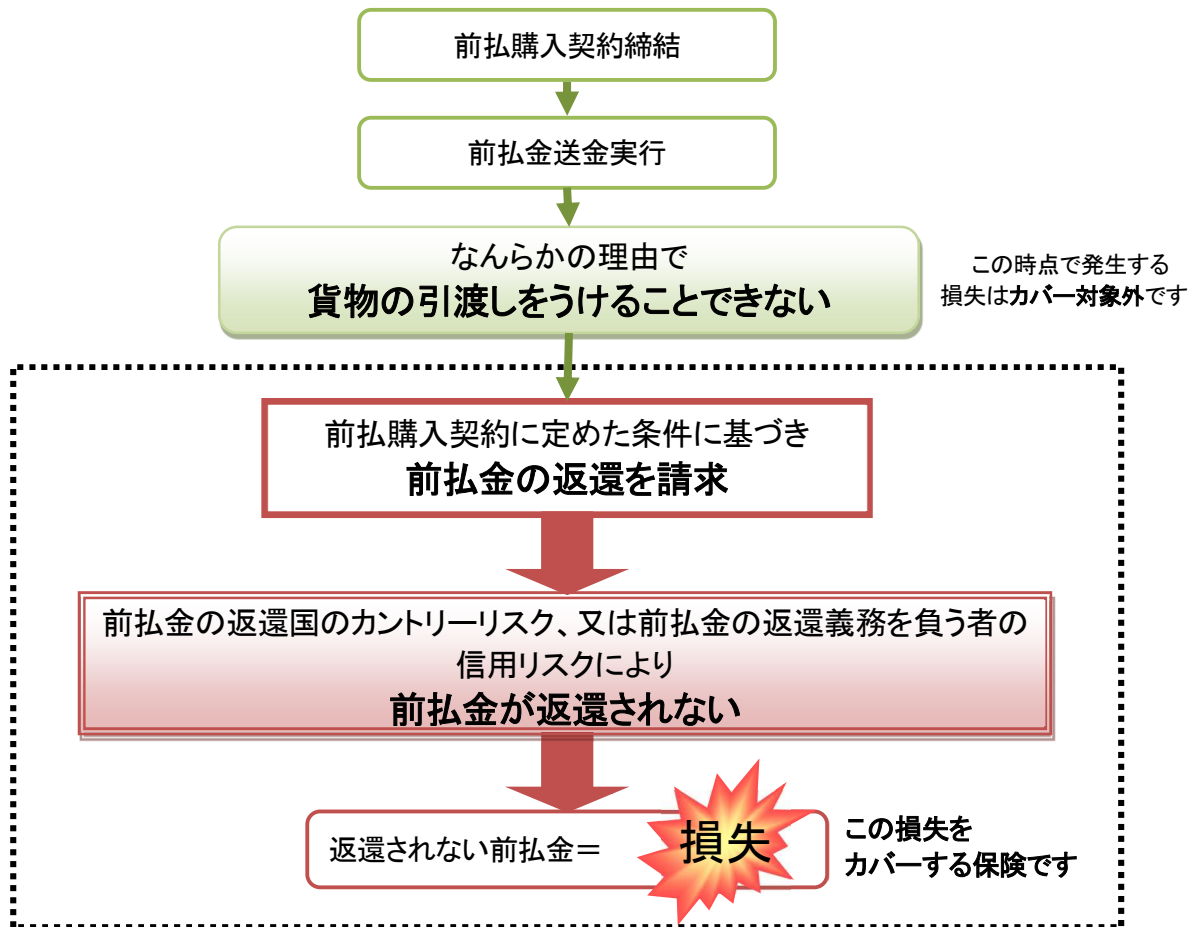 前払購入契約締結
前払金送金実行
なんらかの理由で
貨物の引渡しをうけることできない
この時点で発生する
損失はカバー対象外です
前払購入契約に定めた条件に基づき
前払金の返還を請求
前払金の返還国のカントリーリスク、又は前払金の返還義務を負う者の
信用リスクにより
前払金が返還されない
返還されない前払金＝
損失
この損失を
カバーする保険です